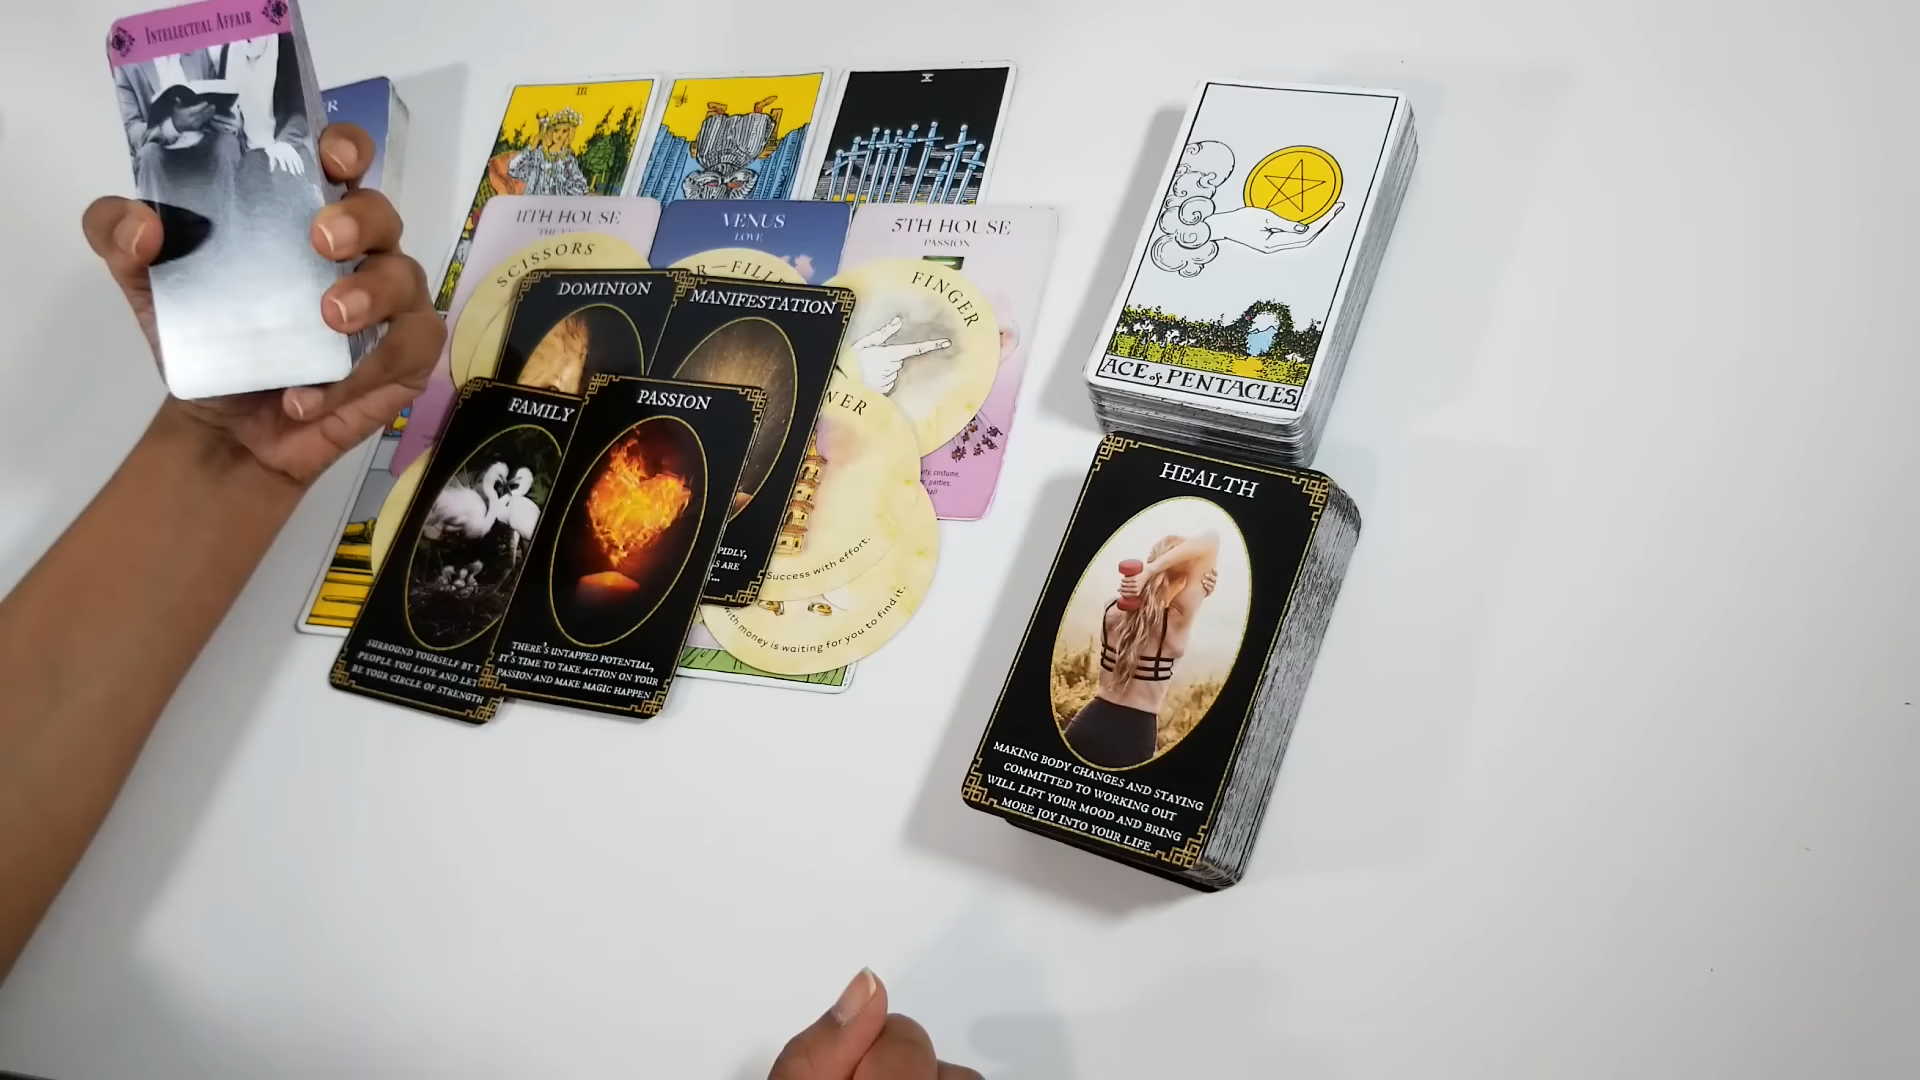 INTELLECTUAL AFFAIR
R
III
X
11TH HOUSE
VENUS
LOVE
5TH HOUSE
PASSION
SCISSORS
FINGER
DOMINION
MANIFESTATION
FAMILY
PASSION
SURROUND YOURSELF BY
PEOPLE YOU LOVE AND LET
BE YOUR CIRCLE OF STRENGTH
THERE'S UNTAPPED POTENTIAL,
IT'S TIME TO TAKE ACTION ON YOUR
PASSION AND MAKE MAGIC HAPPEN
Success with effort.
with money is waiting for you to find it.
costume,
parties.
ACE of PENTACLES
HEALTH
MAKING BODY CHANGES AND STAYING
COMMITTED TO WORKING OUT
WILL LIFT YOUR MOOD AND BRING
MORE JOY INTO YOUR LIFE